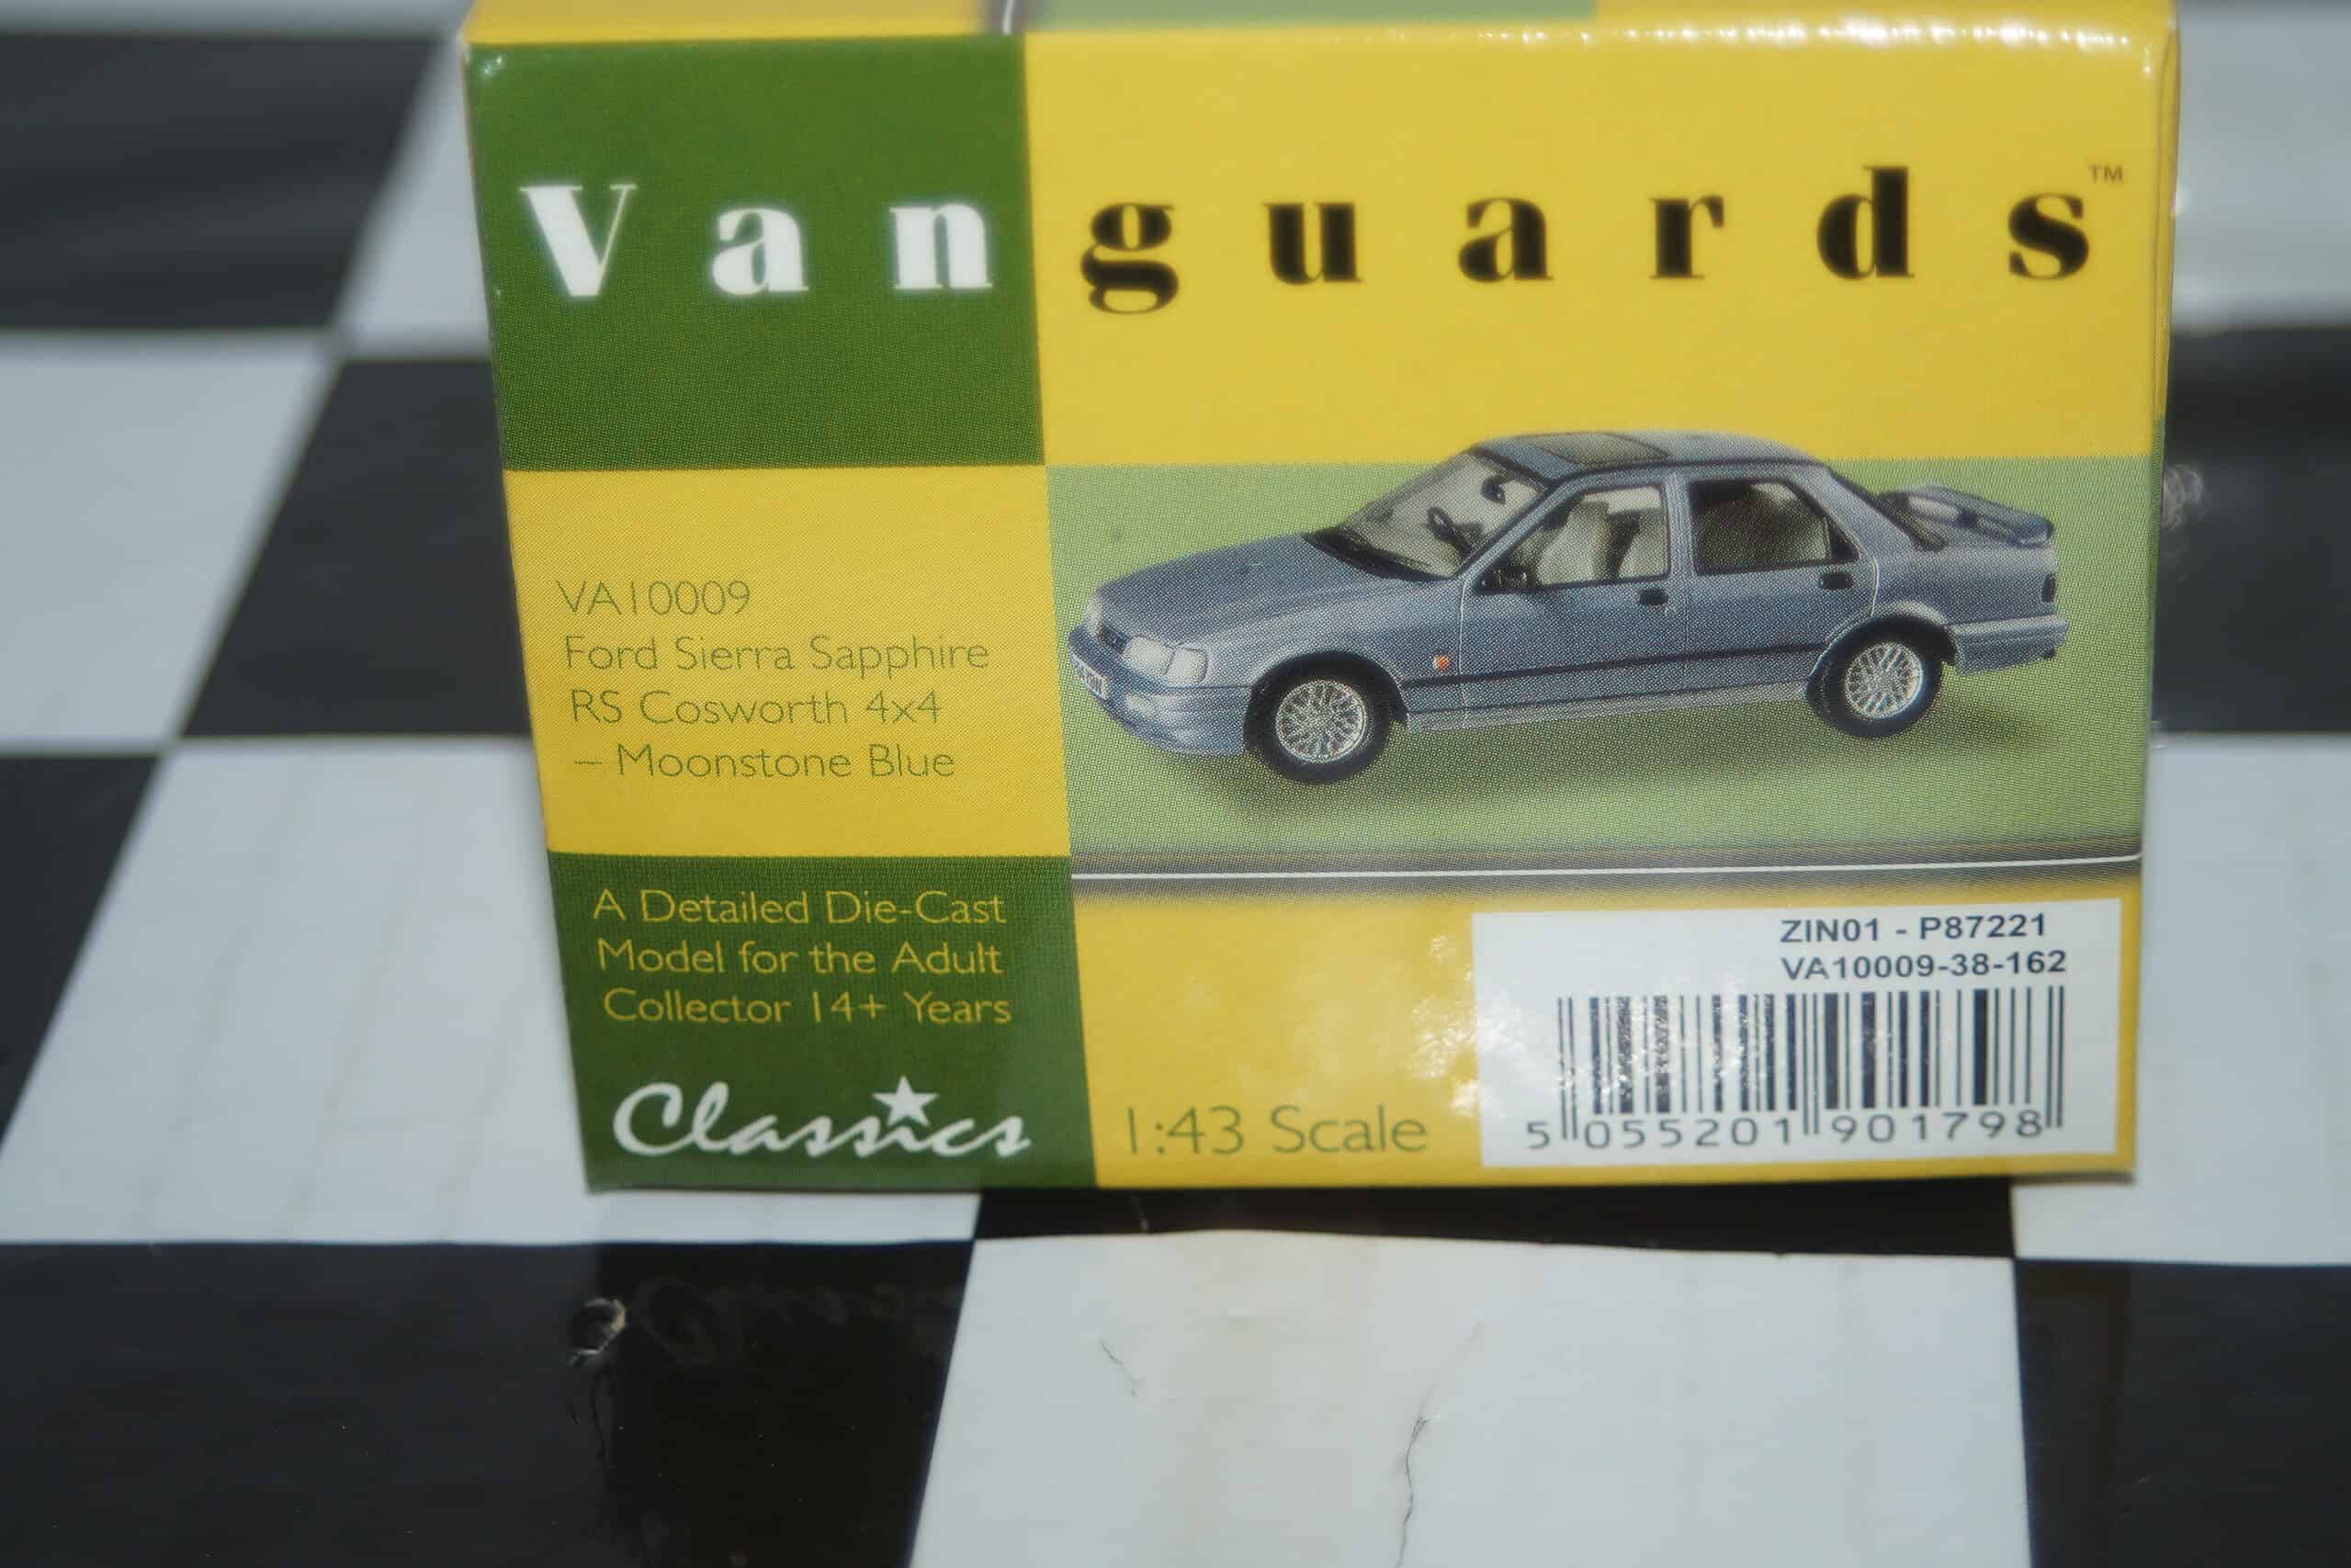 Vanguards™
VA10009
Ford Sierra Sapphire
RS Cosworth 4x4
– Moonstone Blue
A Detailed Die-Cast
Model for the Adult
Collector 14+ Years
Classics
1:43 Scale
ZIN01 - P87221
VA10009-38-162
5 055201 901798